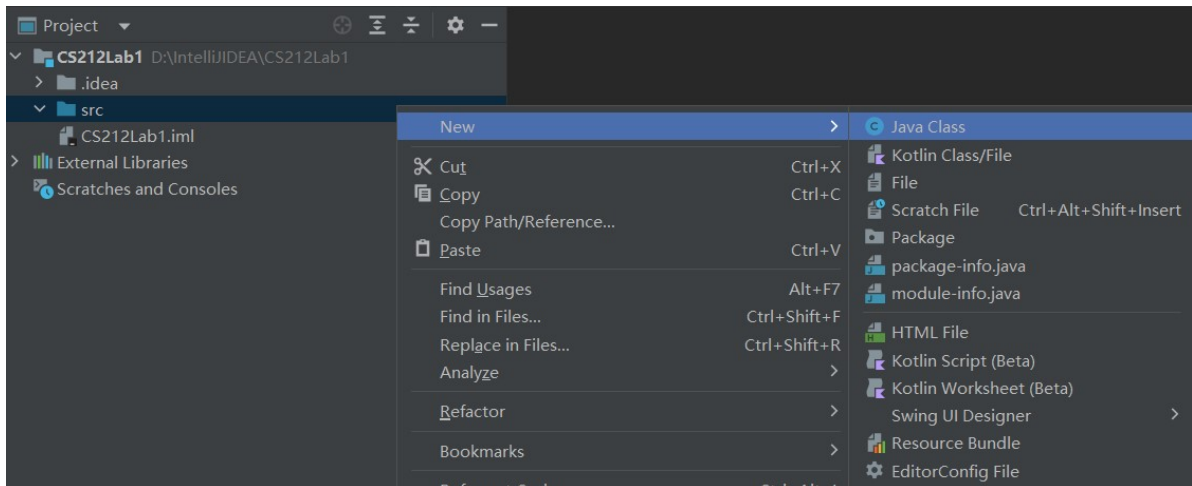 Project
CS212Lab1 D:\IntelliJIDEA\CS212Lab1
.idea
src
CS212Lab1.iml
External Libraries
Scratches and Consoles
New
Cut Ctrl+X
Copy Ctrl+C
Copy Path/Reference...
Paste Ctrl+V
Find Usages Alt+F7
Find in Files... Ctrl+Shift+F
Replace in Files... Ctrl+Shift+R
Analyze
Refactor
Bookmarks
Java Class
Kotlin Class/File
File
Scratch File Ctrl+Alt+Shift+Insert
Package
package-info.java
module-info.java
HTML File
Kotlin Script (Beta)
Kotlin Worksheet (Beta)
Swing UI Designer
Resource Bundle
EditorConfig File